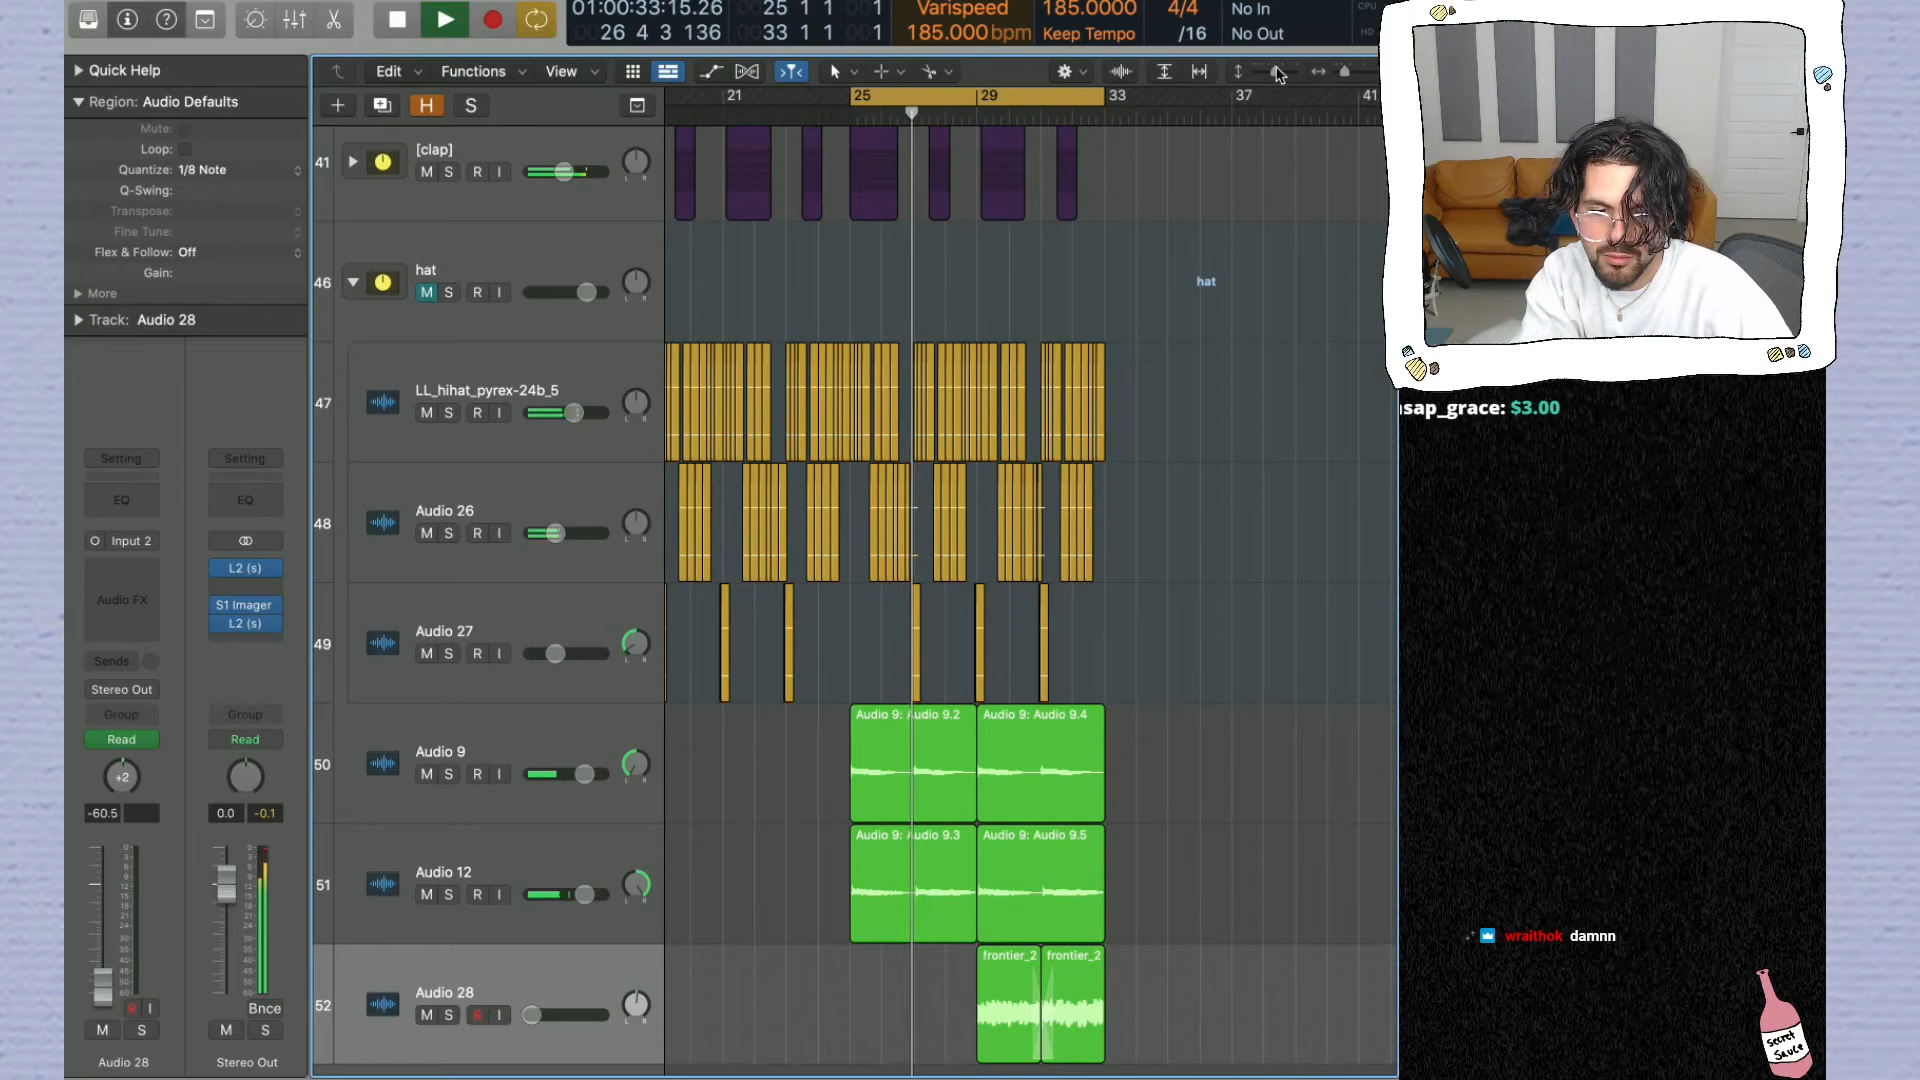 01:00:33:15.26
25 1 1 1
Varispeed
185.0000
4/4
No In
CPU
26 4 3 136
33 1 1 1
185.000 bpm
Keep Tempo
/16
No Out
HD
Quick Help
Edit
Functions
View
Region: Audio Defaults
H
S
21
25
29
33
37
41
Mute:
Loop:
Quantize: 1/8 Note
Q-Swing:
Transpose:
Fine Tune:
Flex & Follow: Off
Gain:
More
Track: Audio 28
41
[clap]
M S R I
L R
46
hat
M S R I
L R
hat
47
LL_hihat_pyrex-24b_5
M S R I
L R
48
Audio 26
M S R I
L R
49
Audio 27
M S R I
L R
50
Audio 9
M S R I
L R
Audio 9: Audio 9.2
Audio 9: Audio 9.4
51
Audio 12
M S R I
L R
Audio 9: Audio 9.3
Audio 9: Audio 9.5
52
Audio 28
M S R I
L R
frontier_2
frontier_2
Setting
Setting
EQ
EQ
Input 2
L2 (s)
Audio FX
S1 Imager
L2 (s)
Sends
Stereo Out
Group
Group
Read
Read
+2
-60.5
0.0
-0.1
R I
Bnce
M S
M S
Audio 28
Stereo Out
asap_grace: $3.00
wraithok damnn
secret
sauce